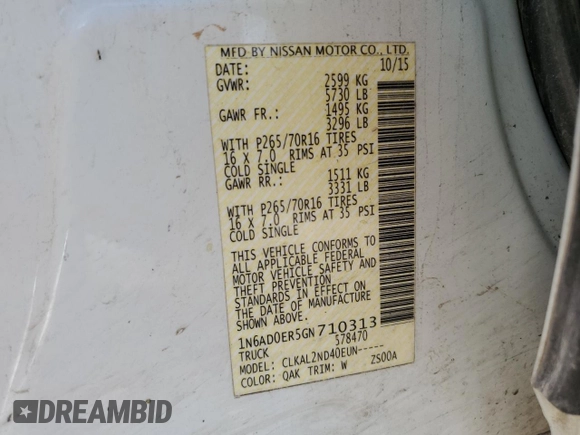 MFD BY NISSAN MOTOR CO., LTD.
DATE: 10/15
GVWR: 2599 KG
5730 LB
GAWR FR.: 1495 KG
3296 LB
WITH P265/70R16 TIRES
16 X 7.0 RIMS AT 35 PSI
COLD SINGLE
GAWR RR.: 1511 KG
3331 LB
WITH P265/70R16 TIRES
16 X 7.0 RIMS AT 35 PSI
COLD SINGLE
THIS VEHICLE CONFORMS TO
ALL APPLICABLE FEDERAL
MOTOR VEHICLE SAFETY AND
THEFT PREVENTION
STANDARDS IN EFFECT ON
THE DATE OF MANUFACTURE
SHOWN ABOVE.
1N6AD0ER5GN710313
TRUCK 578470
MODEL: CLKAL2ND40EUN-----
COLOR: QAK TRIM: W ZS00A
DREAMBID